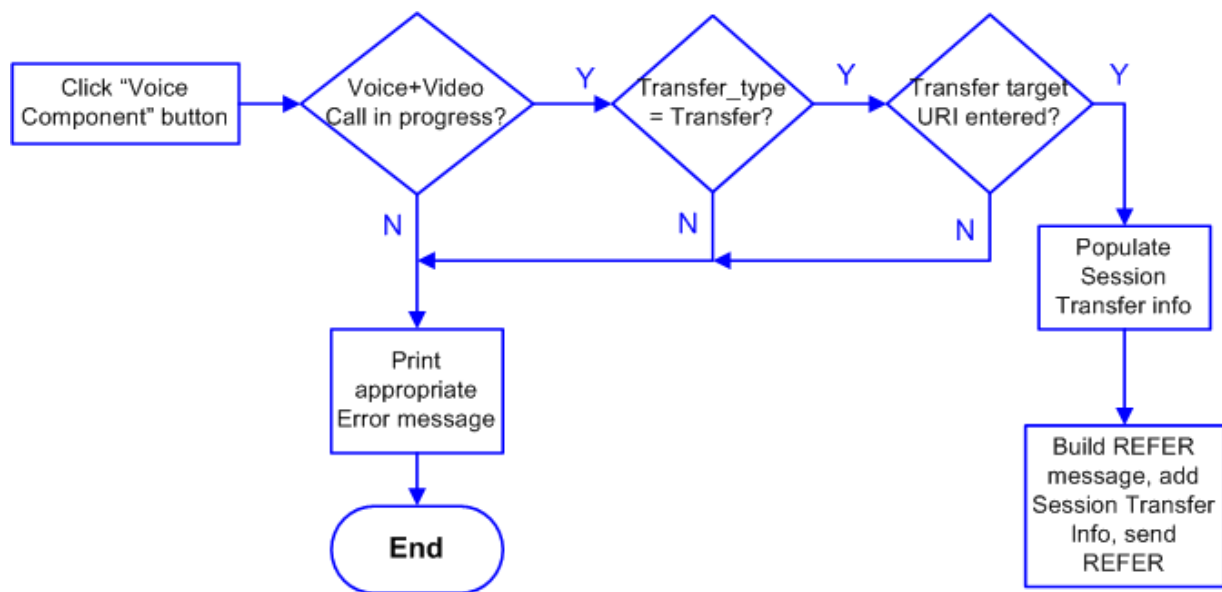 Click “Voice
Component” button
Voice+Video
Call in progress?
Y
Transfer_type
= Transfer?
Y
Transfer target
URI entered?
Y
N
N
N
Populate
Session
Transfer info
Print
appropriate
Error message
Build REFER
message, add
Session Transfer
Info, send
REFER
End